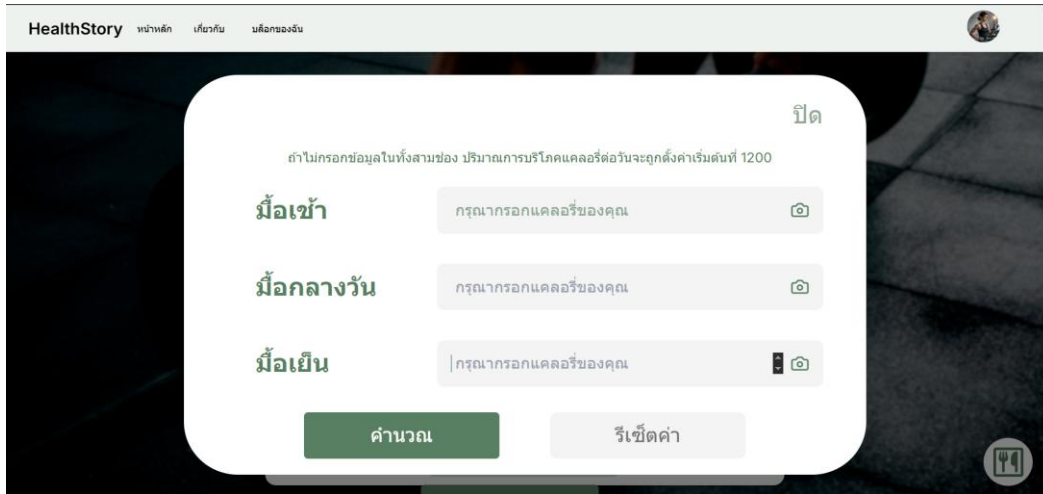 HealthStory หน้าหลัก เกี่ยวกับ บล็อกของฉัน
ปิด
ถ้าไม่กรอกข้อมูลในทั้งสามช่อง ปริมาณการบริโภคแคลอรี่ต่อวันจะถูกตั้งค่าเริ่มต้นที่ 1200
มื้อเช้า กรุณากรอกแคลอรี่ของคุณ
มื้อกลางวัน กรุณากรอกแคลอรี่ของคุณ
มื้อเย็น กรุณากรอกแคลอรี่ของคุณ
คำนวณ รีเซ็ตค่า